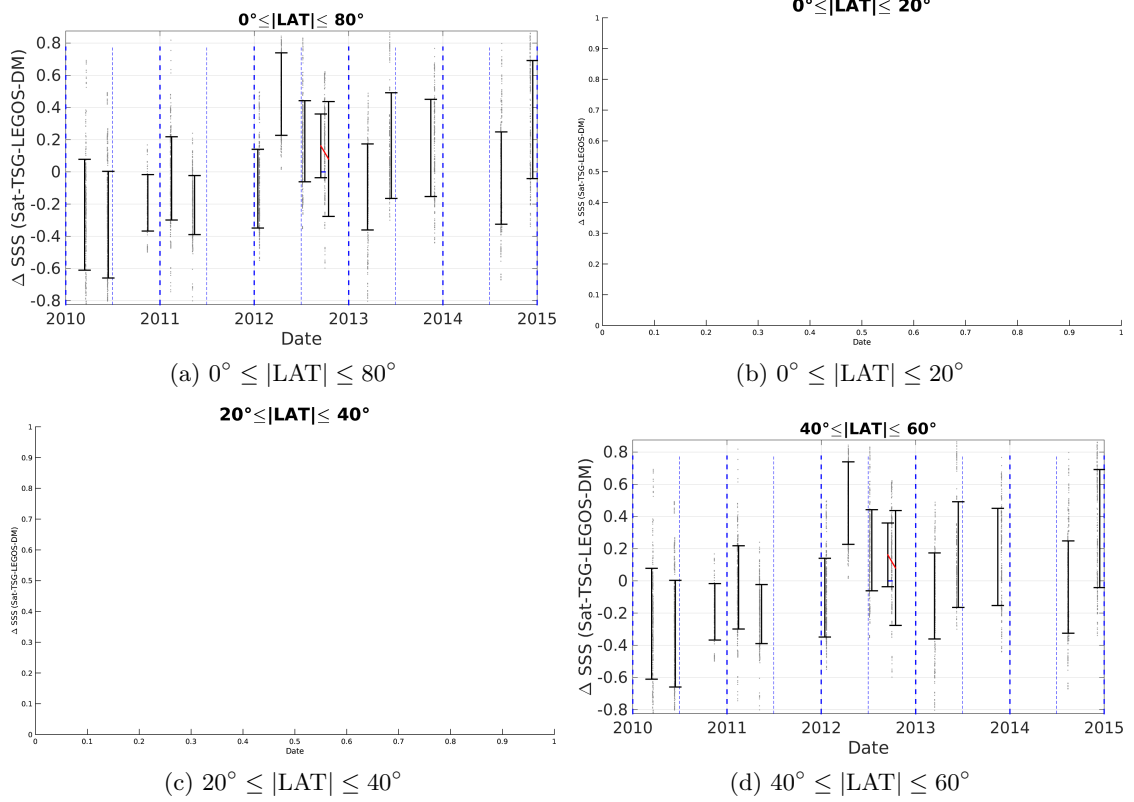 0°≤|LAT|≤ 80°
0.8
0.6
0.4
0.2
0
-0.2
-0.4
-0.6
-0.8
Δ SSS (Sat-TSG-LEGOS-DM)
2010 2011 2012 2013 2014 2015
Date
(a) 0° ≤ |LAT| ≤ 80°
0°≤|LAT|≤ 20°
1
0.9
0.8
0.7
0.6
0.5
0.4
0.3
0.2
0.1
0
Δ SSS (Sat-TSG-LEGOS-DM)
0 0.1 0.2 0.3 0.4 0.5 0.6 0.7 0.8 0.9 1
Date
(b) 0° ≤ |LAT| ≤ 20°
20°≤|LAT|≤ 40°
1
0.9
0.8
0.7
0.6
0.5
0.4
0.3
0.2
0.1
0
Δ SSS (Sat-TSG-LEGOS-DM)
0 0.1 0.2 0.3 0.4 0.5 0.6 0.7 0.8 0.9 1
Date
(c) 20° ≤ |LAT| ≤ 40°
40°≤|LAT|≤ 60°
0.8
0.6
0.4
0.2
0
-0.2
-0.4
-0.6
-0.8
Δ SSS (Sat-TSG-LEGOS-DM)
2010 2011 2012 2013 2014 2015
Date
(d) 40° ≤ |LAT| ≤ 60°